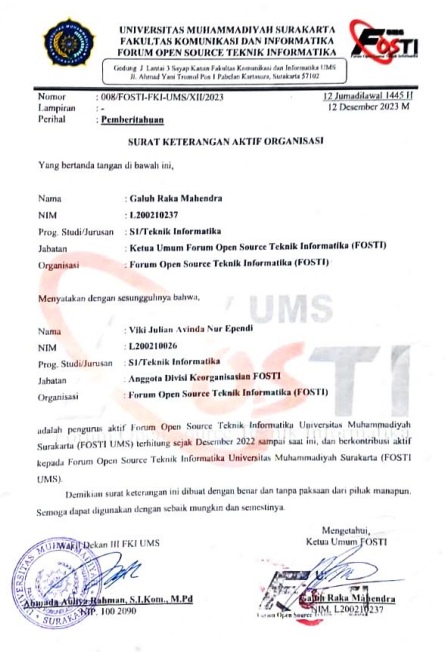 UNIVERSITAS MUHAMMADIYAH SURAKARTA
FAKULTAS KOMUNIKASI DAN INFORMATIKA
FORUM OPEN SOURCE TEKNIK INFORMATIKA
Gedung J Lantai 3 Sayap Kanan Fakultas Komunikasi dan Informatika UMS
Jl. Ahmad Yani Tromol Pos 1 Pabelan Kartasura, Surakarta 57102
FOSTI
Nomor : 008/FOSTI-FKI-UMS/XII/2023 12 Jumadilawal 1445 H
Lampiran : - 12 Desember 2023 M
Perihal : Pemberitahuan
SURAT KETERANGAN AKTIF ORGANISASI
Yang bertanda tangan di bawah ini,
Nama : Galuh Raka Mahendra
NIM : L200210237
Prog. Studi/Jurusan : S1/Teknik Informatika
Jabatan : Ketua Umum Forum Open Source Teknik Informatika (FOSTI)
Organisasi : Forum Open Source Teknik Informatika (FOSTI)
Menyatakan dengan sesungguhnya bahwa,
Nama : Viki Julian Avinda Nur Ependi
NIM : L200210026
Prog. Studi/Jurusan : S1/Teknik Informatika
Jabatan : Anggota Divisi Keorganisasian FOSTI
Organisasi : Forum Open Source Teknik Informatika (FOSTI)
UMS
FOSTI
adalah pengurus aktif Forum Open Source Teknik Informatika Universitas Muhammadiyah
Surakarta (FOSTI UMS) terhitung sejak Desember 2022 sampai saat ini, dan berkontribusi aktif
kepada Forum Open Source Teknik Informatika Universitas Muhammadiyah Surakarta (FOSTI
UMS).
Demikian surat keterangan ini dibuat dengan benar dan tanpa paksaan dari pihak manapun.
Semoga dapat digunakan dengan sebaik mungkin dan semestinya.
Mengetahui,
Wakil Dekan III FKI UMS Ketua Umum FOSTI
Rahman, S.I.Kom., M.Pd Galuh Raka Mahendra
NIP. 100 2090 NIM. L200210237
SURAKARTA
Forum Open Source